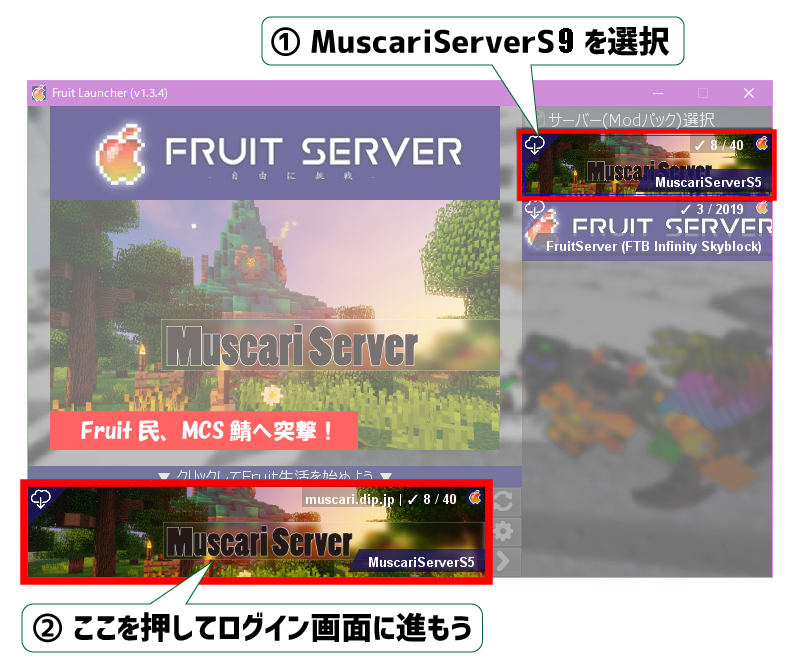 ① MuscariServerS9 を選択
Fruit Launcher (v1.3.4)
サーバー(Modパック)選択
FRUIT SERVER
- 自由に挑戦 -
✓ 8 / 40
Muscari Server
MuscariServerS5
✓ 3 / 2019
FRUIT SERVER
FruitServer (FTB Infinity Skyblock)
Muscari Server
Fruit 民、MCS 鯖へ突撃！
▼ クリックしてFruit生活を始めよう ▼
muscari.dip.jp | ✓ 8 / 40
Muscari Server
MuscariServerS5
② ここを押してログイン画面に進もう